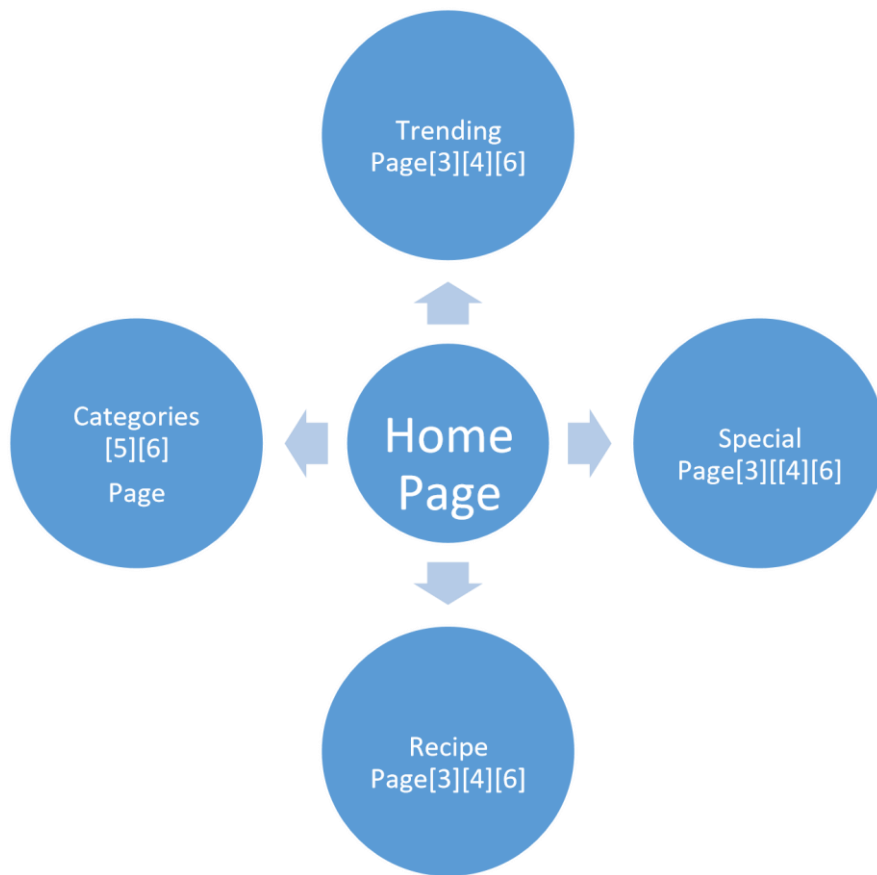 Trending
Page[3][4][6]
Categories
[5][6]
Page
Home
Page
Special
Page[3][[4][6]
Recipe
Page[3][4][6]